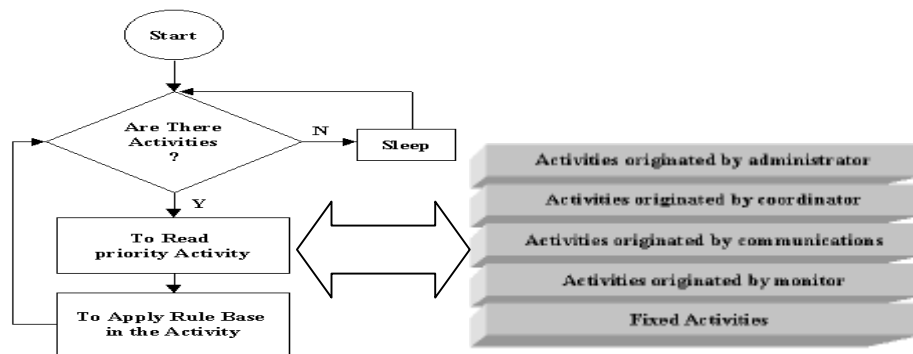 Start
Are There
Activities
?
N
Sleep
Y
To Read
priority Activity
To Apply Rule Base
in the Activity
Activities originated by administrator
Activities originated by coordinator
Activities originated by communications
Activities originated by monitor
Fixed Activities